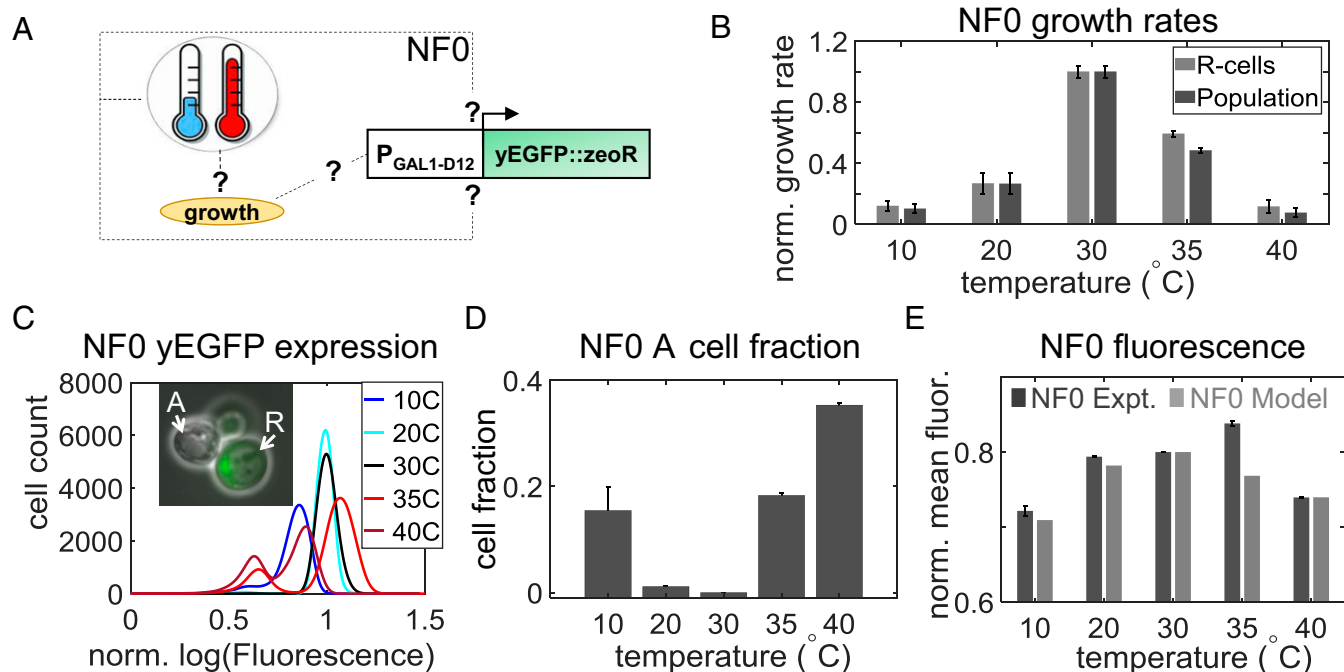 A
NF0
?
?
?
?
growth
P GAL1-D12
yEGFP::zeoR
B
NF0 growth rates
norm. growth rate
1.2
0.8
0.4
0
R-cells
Population
10 20 30 35 40
temperature (°C)
C
NF0 yEGFP expression
cell count
8000
6000
4000
2000
0
A
R
10C
20C
30C
35C
40C
0 0.5 1 1.5
norm. log(Fluorescence)
D
NF0 A cell fraction
cell fraction
0.4
0.2
0
10 20 30 35 40
temperature (°C)
E
NF0 fluorescence
norm. mean fluor.
NF0 Expt. NF0 Model
0.8
0.6
10 20 30 35 40
temperature (°C)